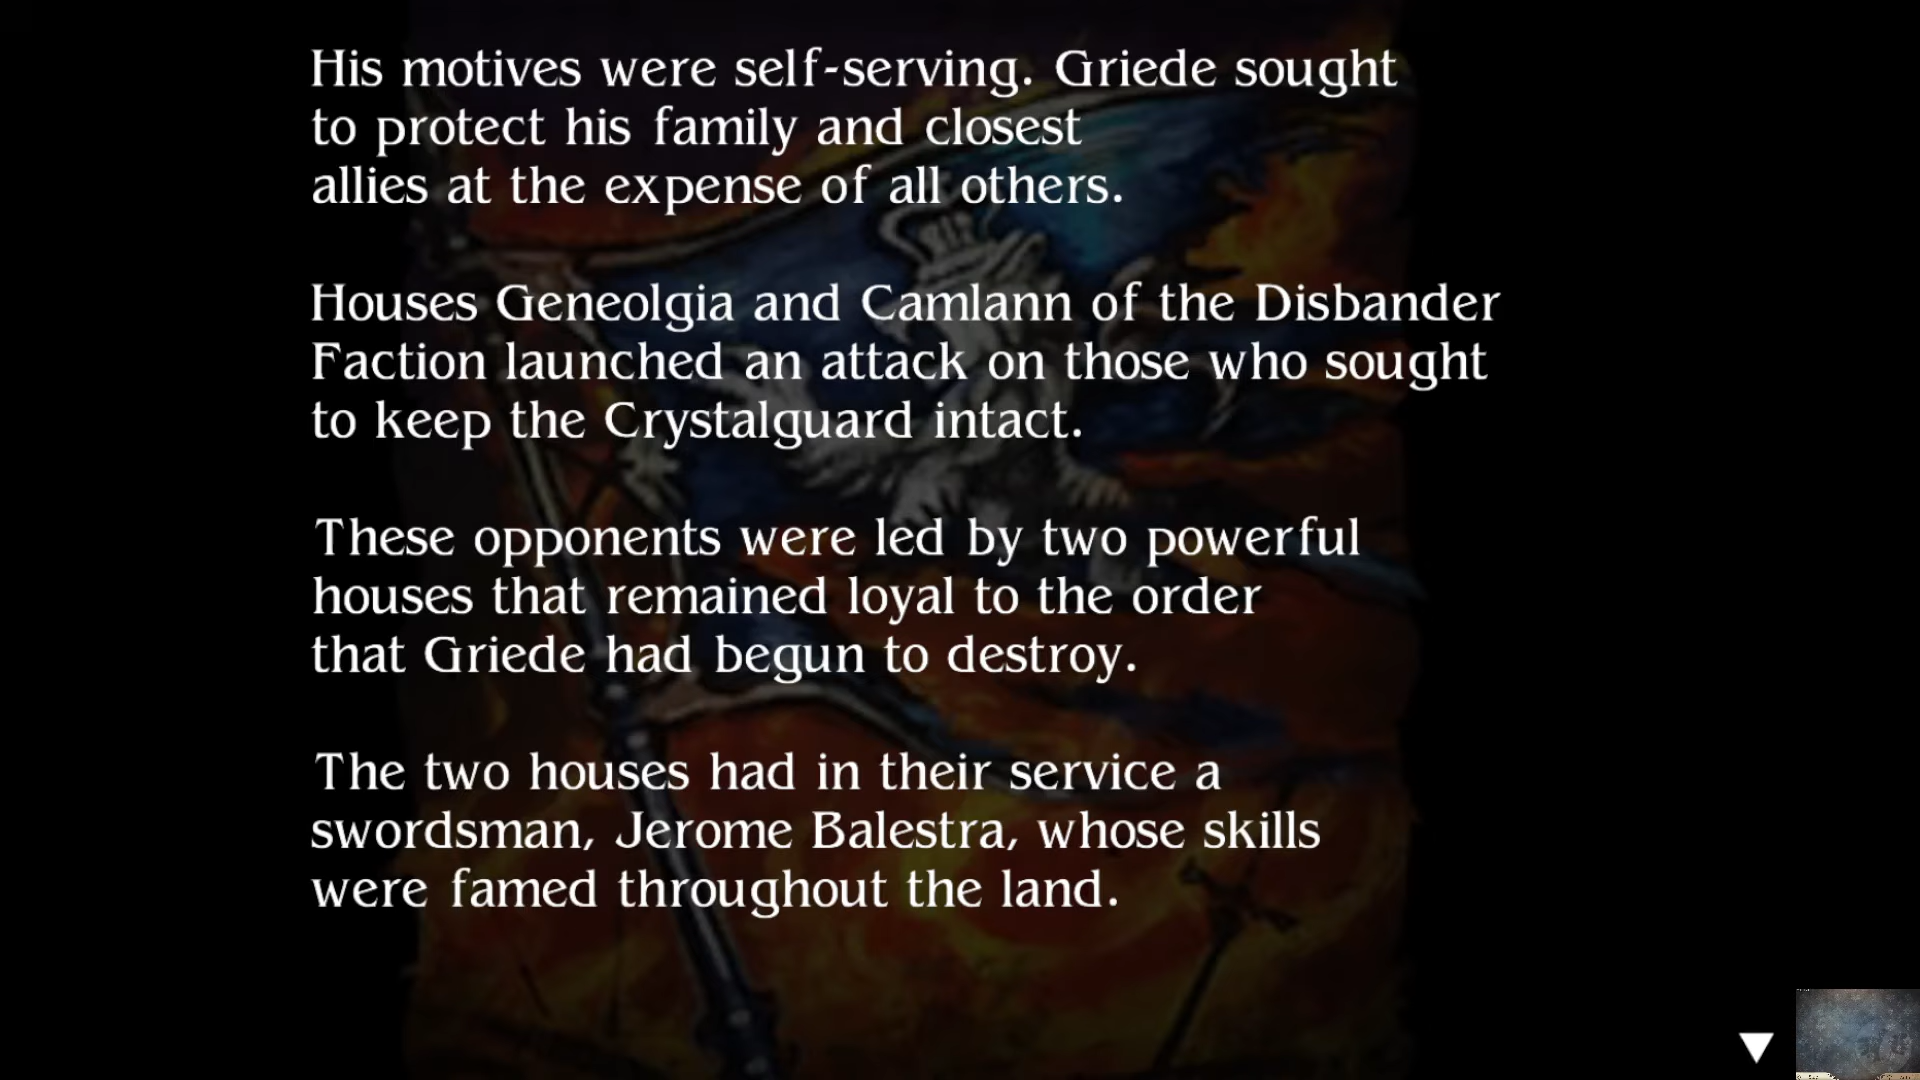 His motives were self-serving. Griede sought
to protect his family and closest
allies at the expense of all others.
Houses Geneolgia and Camlann of the Disbander
Faction launched an attack on those who sought
to keep the Crystalguard intact.
These opponents were led by two powerful
houses that remained loyal to the order
that Griede had begun to destroy.
The two houses had in their service a
swordsman, Jerome Balestra, whose skills
were famed throughout the land.